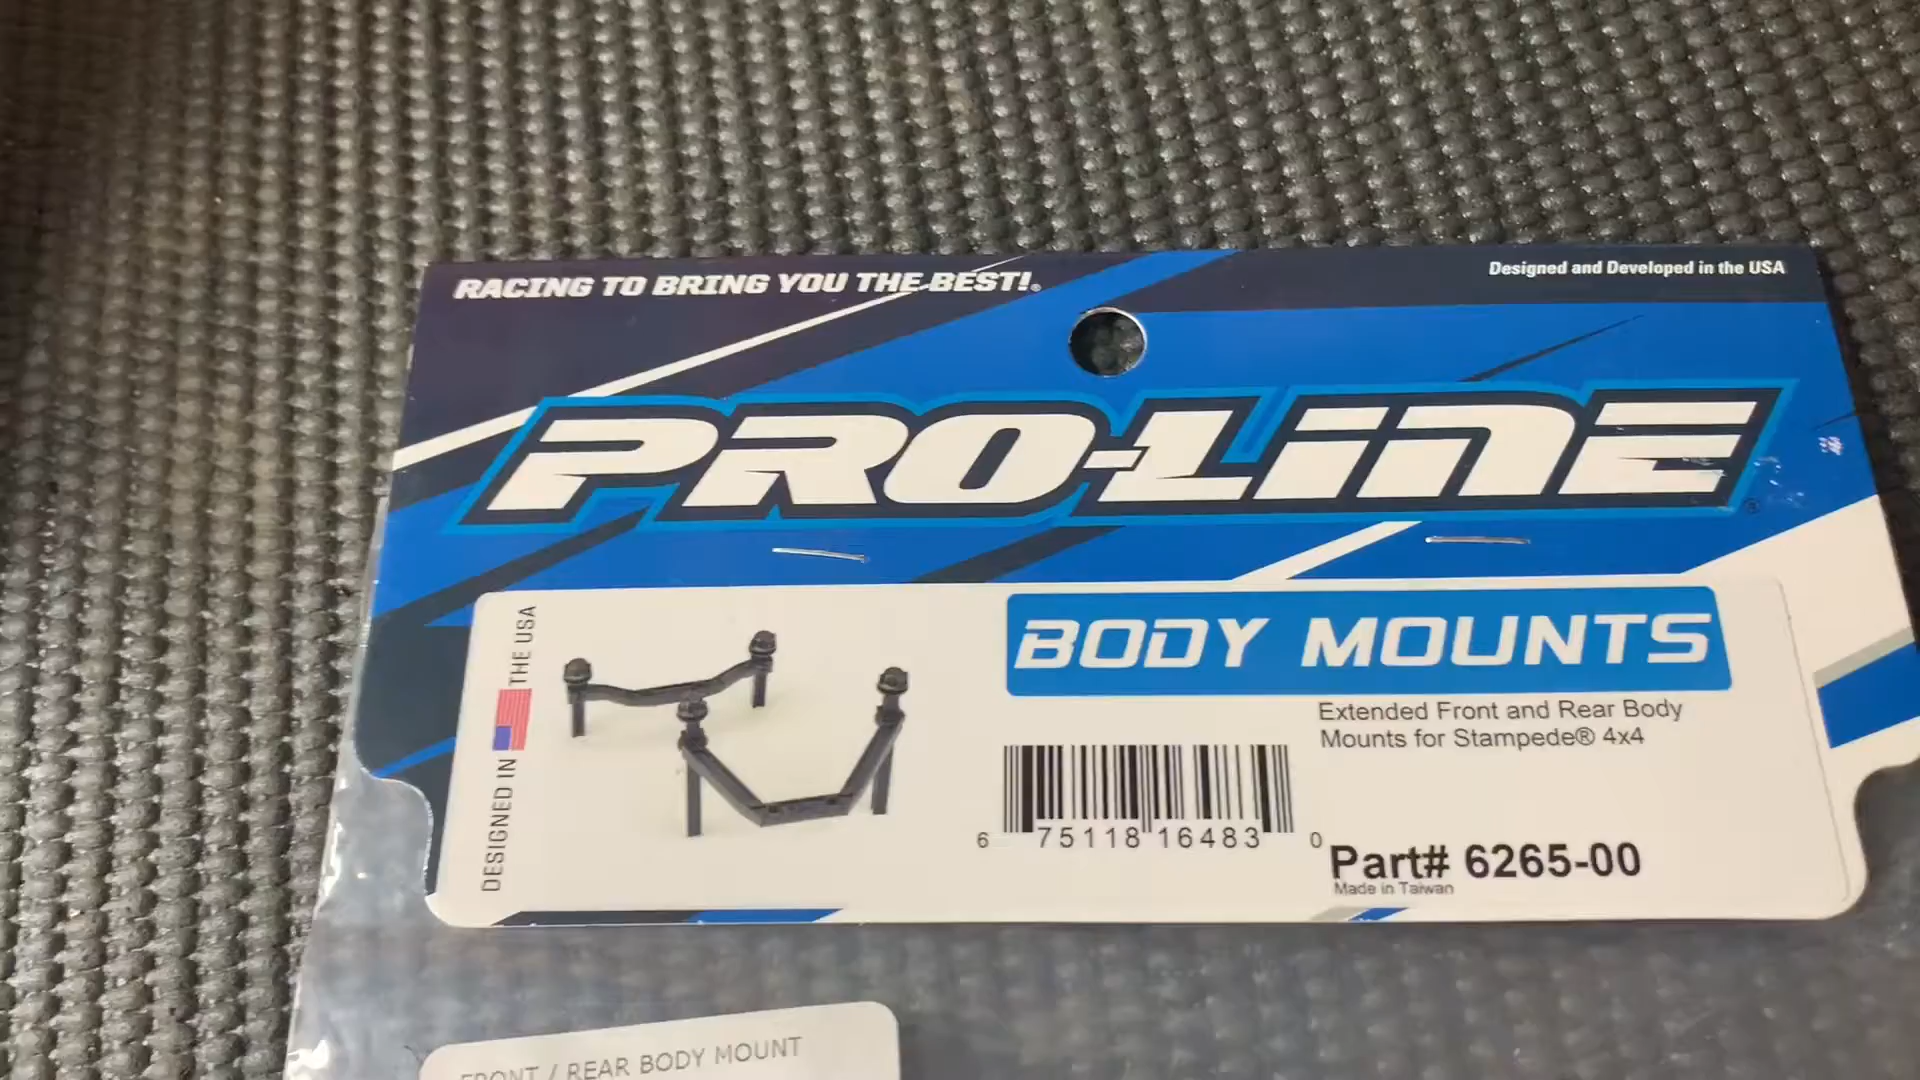 RACING TO BRING YOU THE BEST!®
Designed and Developed in the USA
PRO-LINE®
DESIGNED IN THE USA
BODY MOUNTS
Extended Front and Rear Body
Mounts for Stampede® 4x4
6 75118 16483 0
Part# 6265-00
Made in Taiwan
FRONT / REAR BODY MOUNT